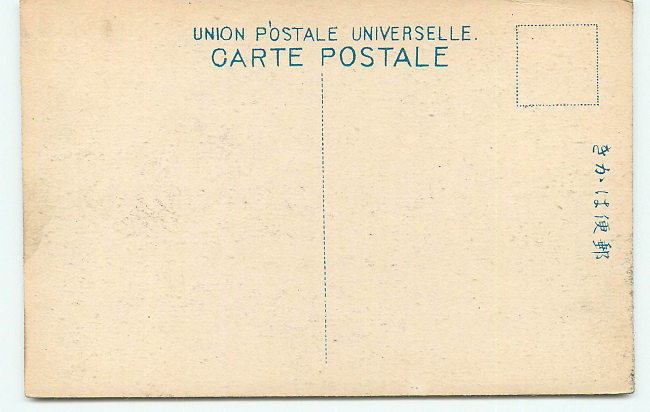 UNION POSTALE UNIVERSELLE.
CARTE POSTALE
郵便はかき